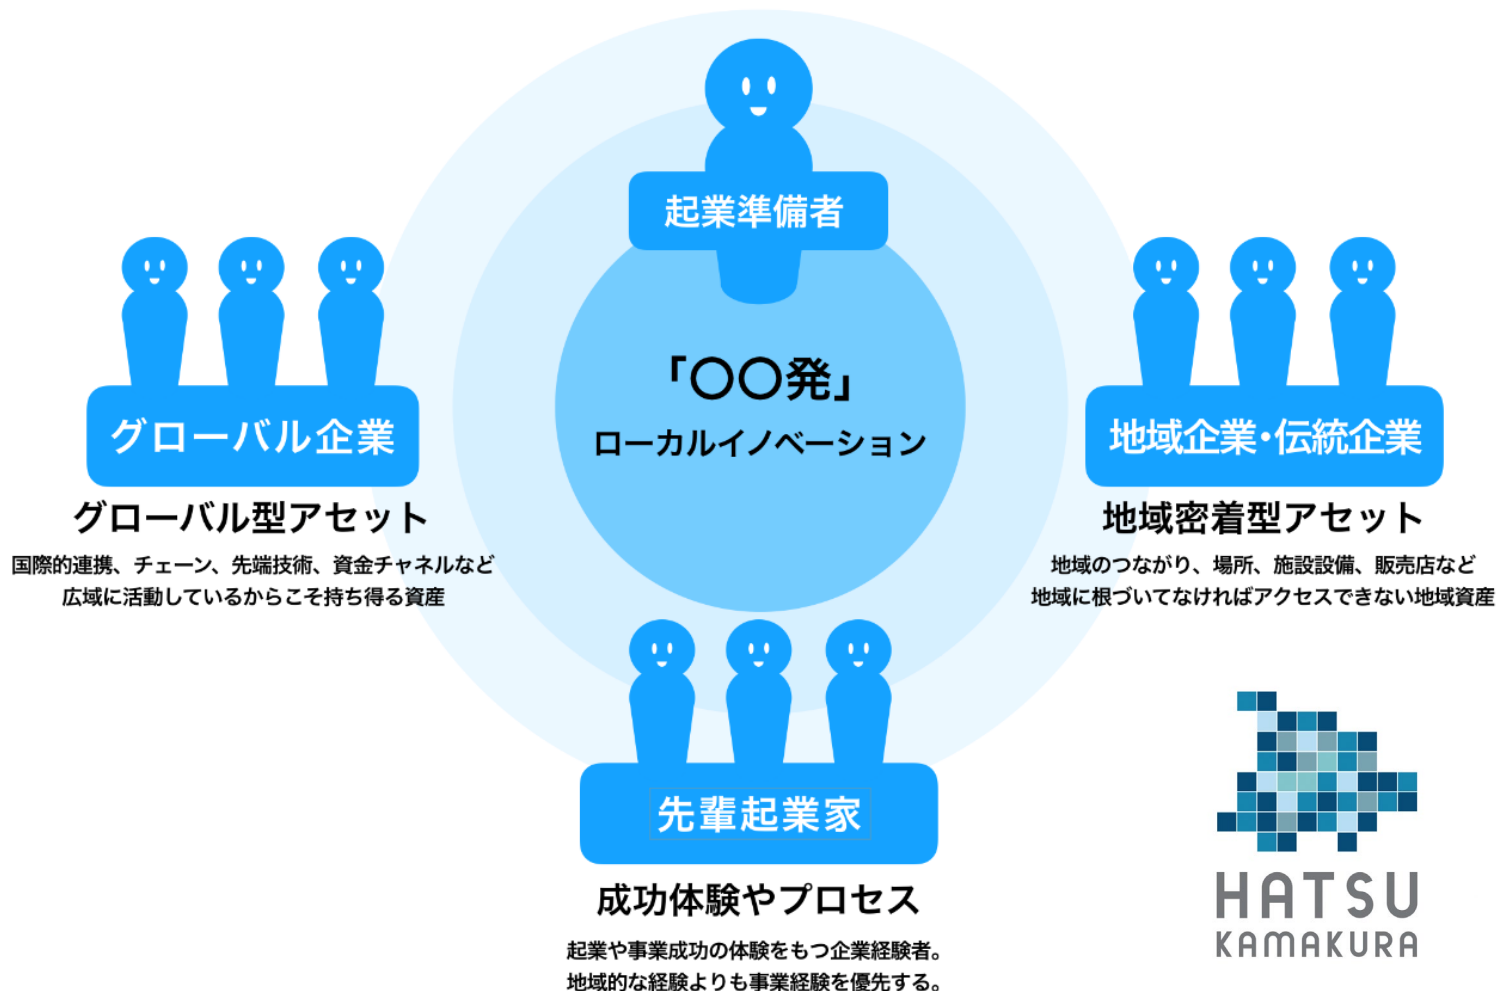 起業準備者
「〇〇発」
ローカルイノベーション
グローバル企業
グローバル型アセット
国際的連携、チェーン、先端技術、資金チャネルなど
広域に活動しているからこそ持ち得る資産
地域企業・伝統企業
地域密着型アセット
地域のつながり、場所、施設設備、販売店など
地域に根づいてなければアクセスできない地域資産
先輩起業家
成功体験やプロセス
起業や事業成功の体験をもつ企業経験者。
地域的な経験よりも事業経験を優先する。
HATSU
KAMAKURA